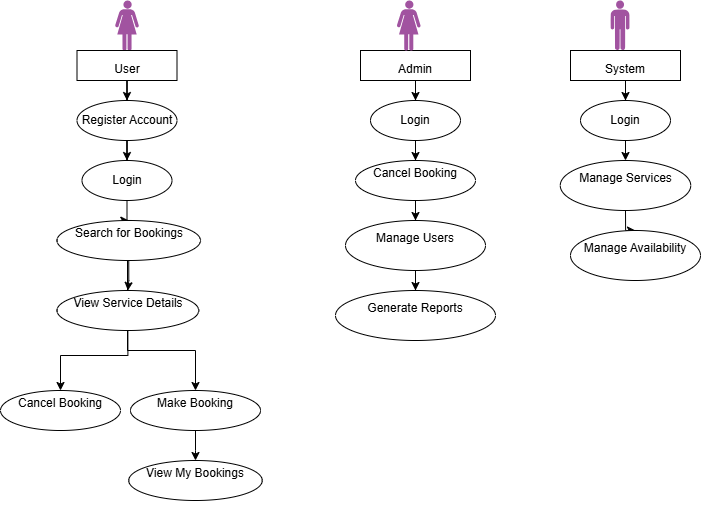 User
Admin
System
Register Account
Login
Login
Login
Cancel Booking
Manage Services
Search for Bookings
Manage Users
Manage Availability
View Service Details
Generate Reports
Cancel Booking
Make Booking
View My Bookings